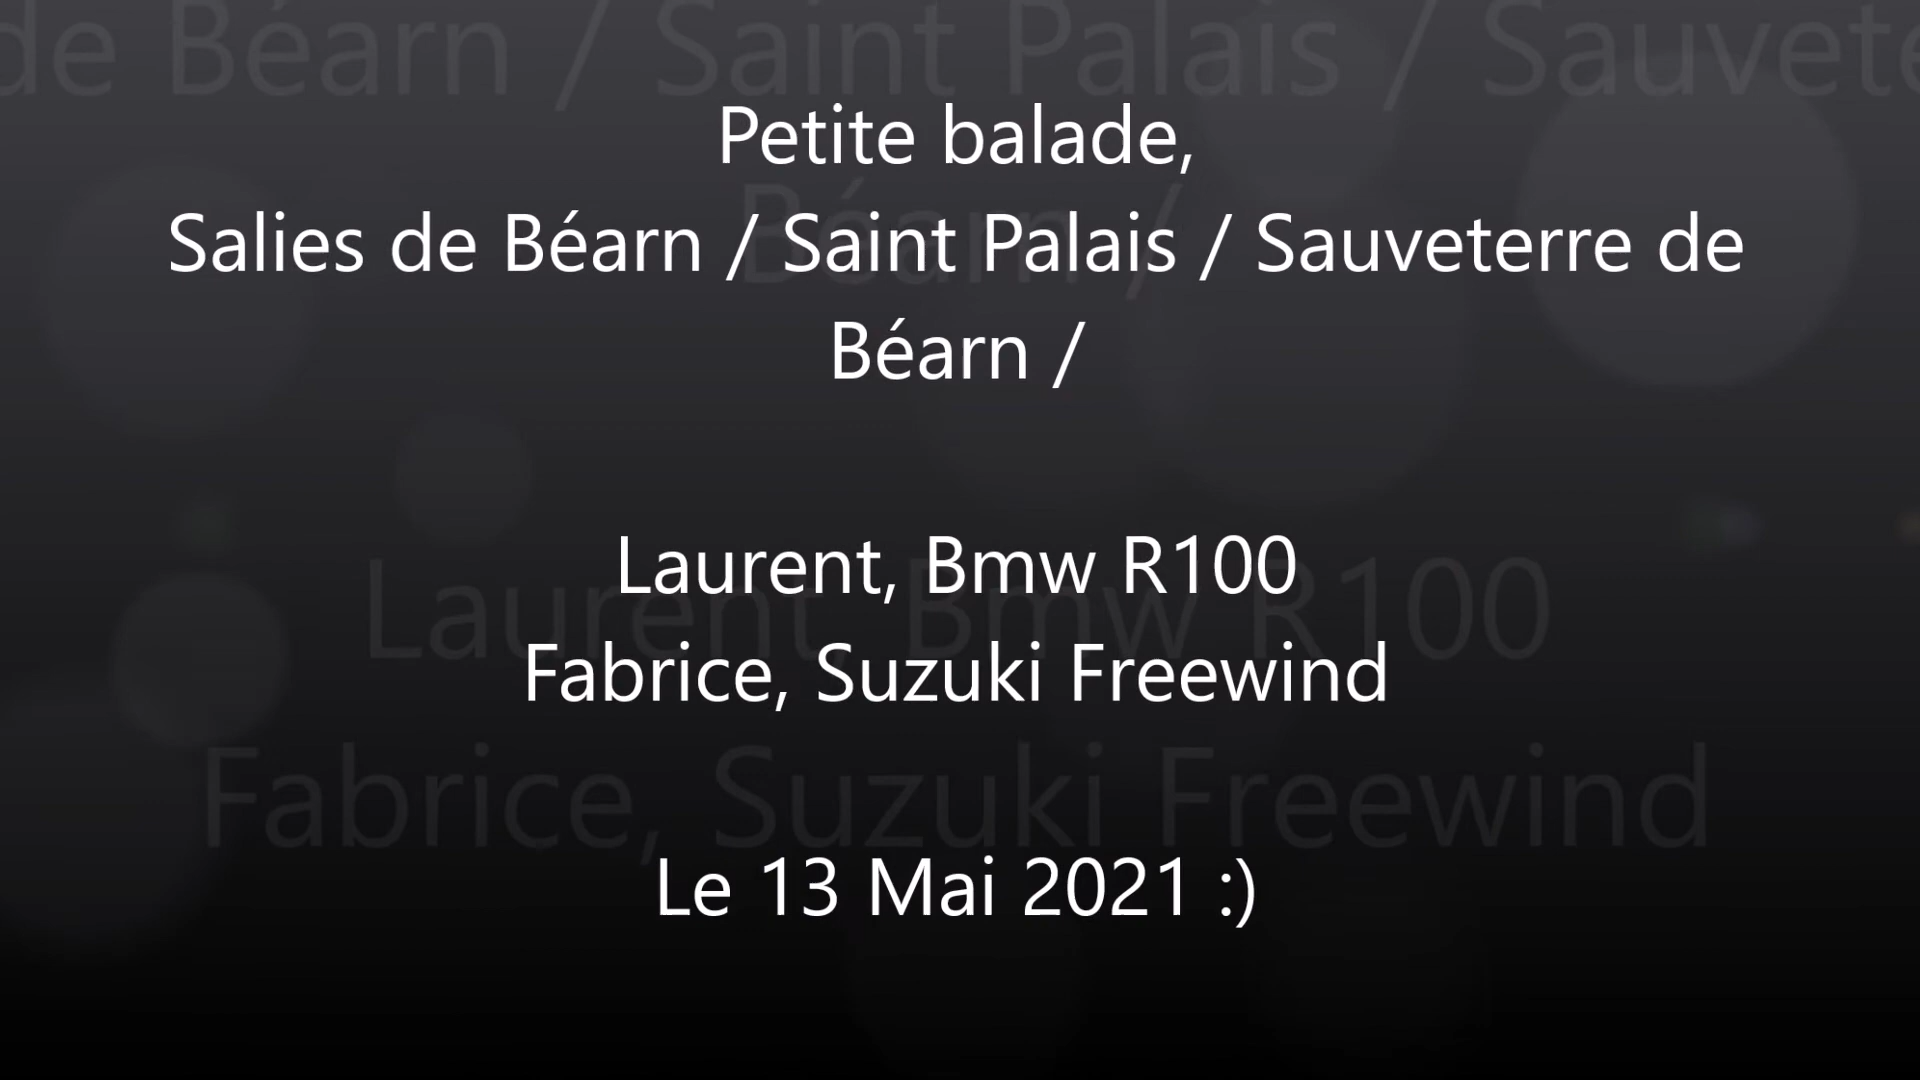 Petite balade,
Salies de Béarn / Saint Palais / Sauveterre de
Béarn /
Laurent, Bmw R100
Fabrice, Suzuki Freewind
Le 13 Mai 2021 :)